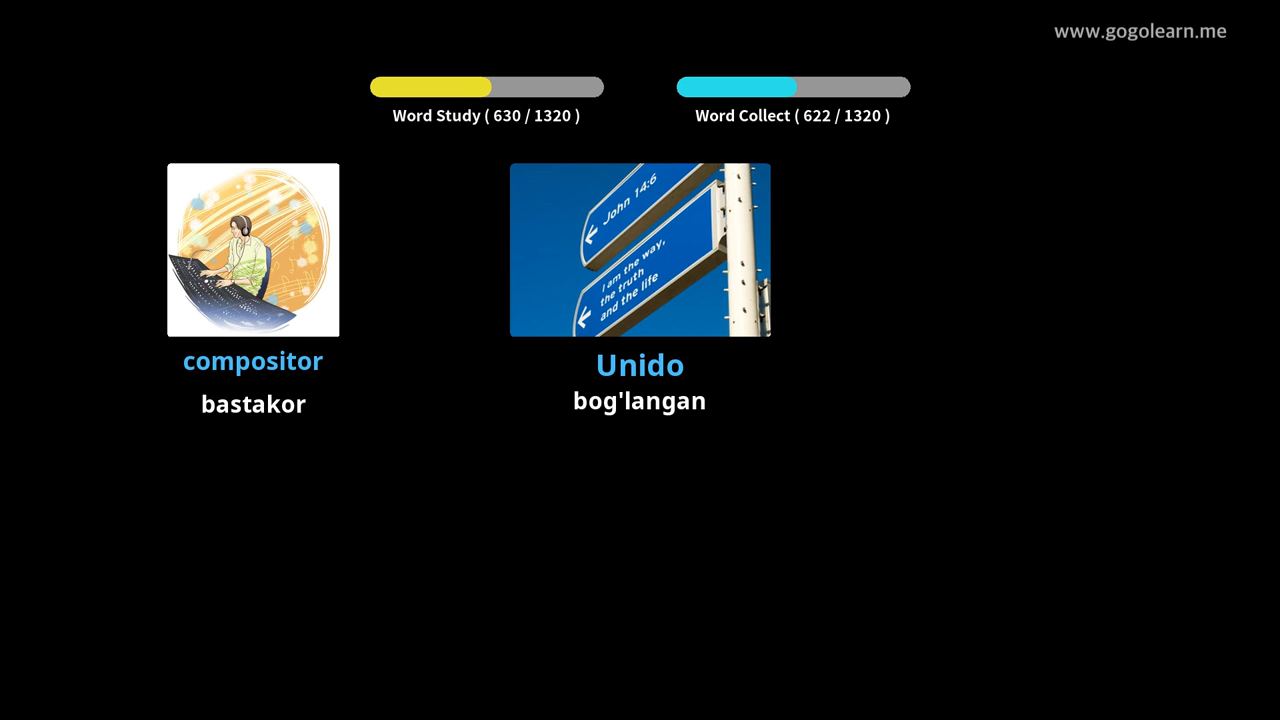 www.gogolearn.me
Word Study ( 630 / 1320 )
Word Collect ( 622 / 1320 )
John 14:6
I am the way,
the truth
and the life
compositor
bastakor
Unido
bog'langan